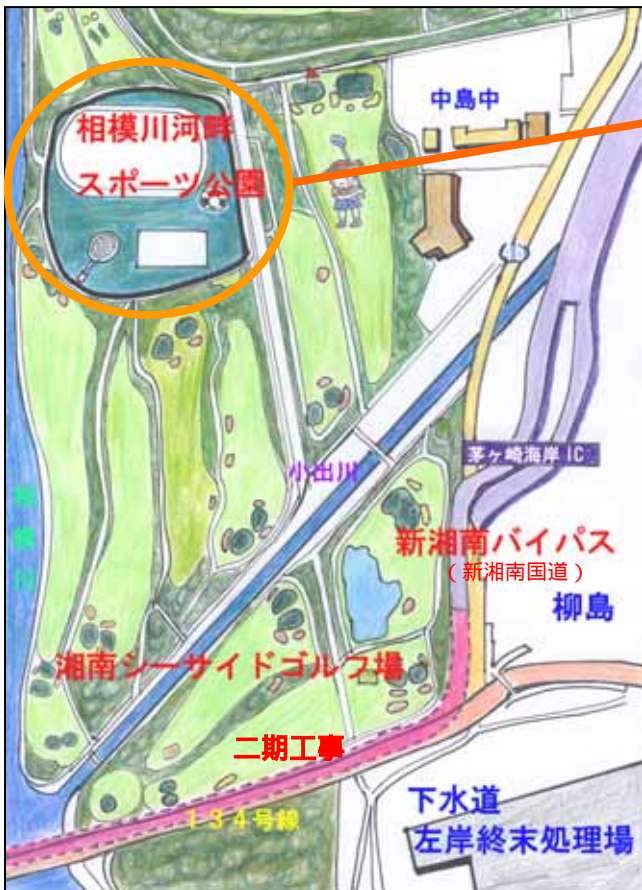 相模川河畔
スポーツ公園
中島中
茅ヶ崎海岸IC
小出川
相模川
新湘南バイパス
(新湘南国道)
柳島
湘南シーサイドゴルフ場
二期工事
134号線
下水道
左岸終末処理場